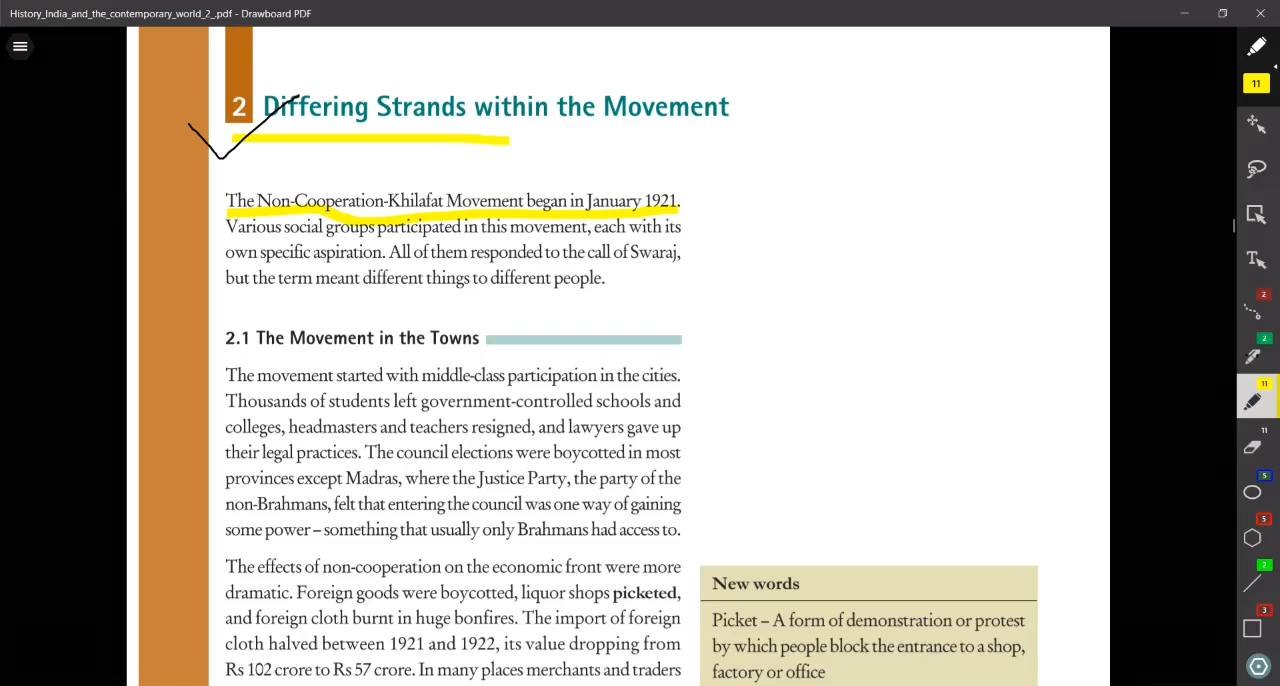 History_India_and_the_contemporary_world_2_.pdf - Drawboard PDF
11
2 Differing Strands within the Movement
The Non-Cooperation-Khilafat Movement began in January 1921.
Various social groups participated in this movement, each with its
own specific aspiration. All of them responded to the call of Swaraj,
but the term meant different things to different people.
2.1 The Movement in the Towns
The movement started with middle-class participation in the cities.
Thousands of students left government-controlled schools and
colleges, headmasters and teachers resigned, and lawyers gave up
their legal practices. The council elections were boycotted in most
provinces except Madras, where the Justice Party, the party of the
non-Brahmans, felt that entering the council was one way of gaining
some power – something that usually only Brahmans had access to.
The effects of non-cooperation on the economic front were more
dramatic. Foreign goods were boycotted, liquor shops picketed,
and foreign cloth burnt in huge bonfires. The import of foreign
cloth halved between 1921 and 1922, its value dropping from
Rs 102 crore to Rs 57 crore. In many places merchants and traders
New words
Picket – A form of demonstration or protest
by which people block the entrance to a shop,
factory or office
T
2
2
11
11
5
5
2
3